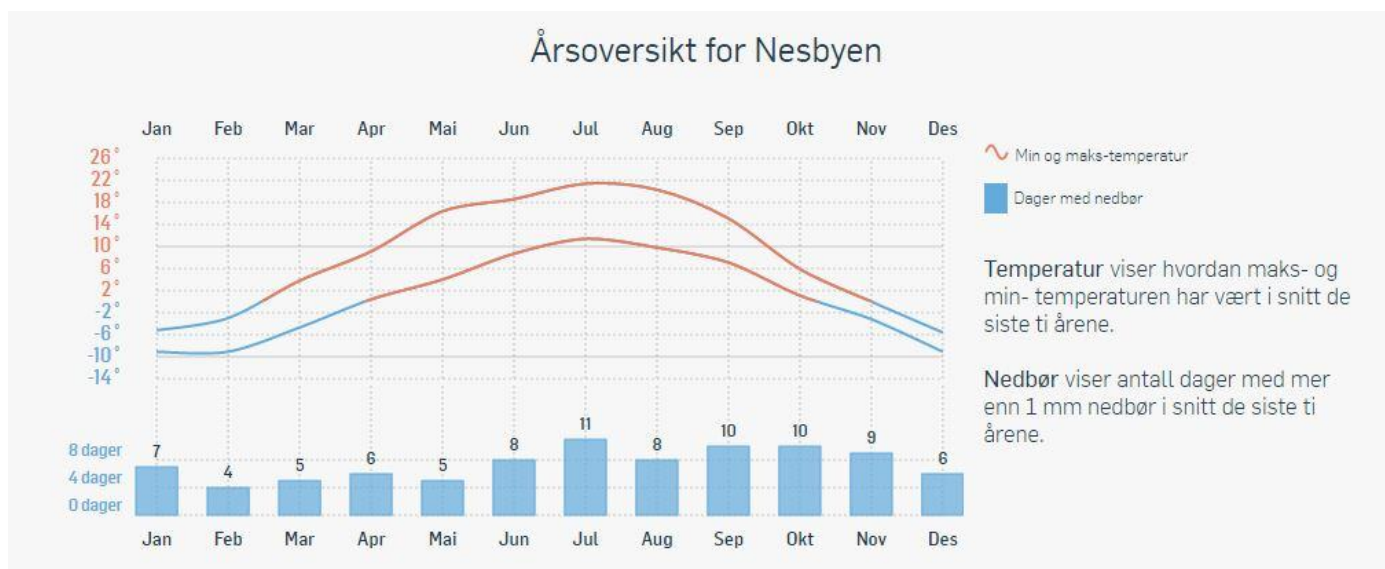 Årsoversikt for Nesbyen
Jan Feb Mar Apr Mai Jun Jul Aug Sep Okt Nov Des
26°
22°
18°
14°
10°
6°
2°
-2°
-6°
-10°
-14°
Min og maks-temperatur
Dager med nedbør
Temperatur viser hvordan maks- og
min- temperaturen har vært i snitt de
siste ti årene.
Nedbør viser antall dager med mer
enn 1 mm nedbør i snitt de siste ti
årene.
8 dager
4 dager
0 dager
7 4 5 6 5 8 11 8 10 10 9 6
Jan Feb Mar Apr Mai Jun Jul Aug Sep Okt Nov Des